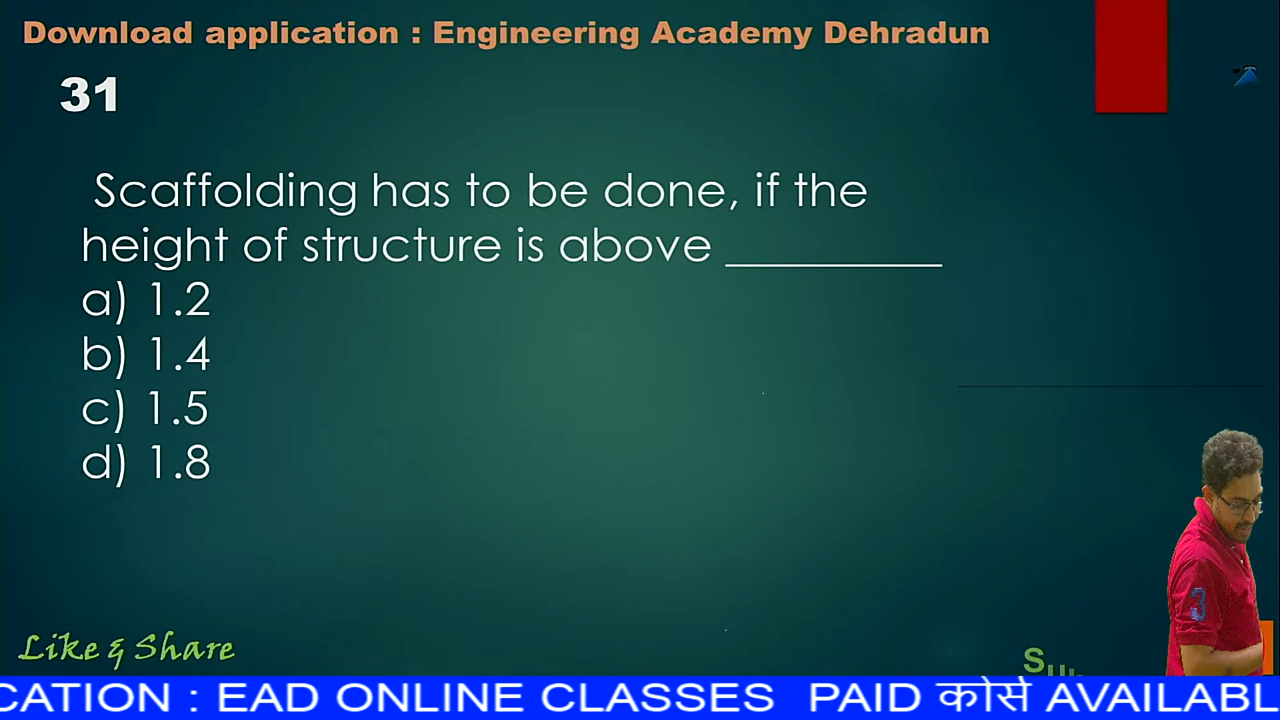 Download application : Engineering Academy Dehradun
31
Scaffolding has to be done, if the
height of structure is above __________
a) 1.2
b) 1.4
c) 1.5
d) 1.8
3
Like & Share
CATION : EAD ONLINE CLASSES PAID कोर्स AVAILABL